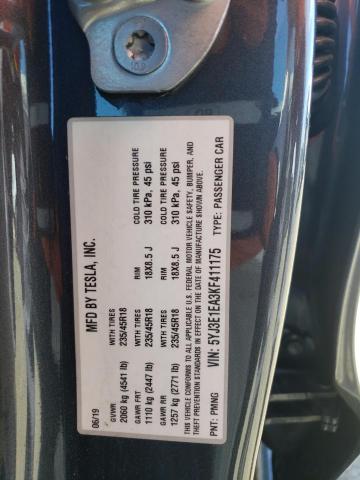 MFD BY TESLA, INC.
06/19
GVWR WITH TIRES RIM COLD TIRE PRESSURE
2060 kg (4541 lb) 235/45R18 18X8.5 J 310 kPa, 45 psi
GAWR FRT WITH TIRES RIM COLD TIRE PRESSURE
1110 kg (2447 lb) 235/45R18 18X8.5 J 310 kPa, 45 psi
GAWR RR
1257 kg (2771 lb)
THIS VEHICLE CONFORMS TO ALL APPLICABLE U.S. FEDERAL MOTOR VEHICLE SAFETY, BUMPER, AND
THEFT PREVENTION STANDARDS IN EFFECT ON THE DATE OF MANUFACTURE SHOWN ABOVE.
VIN: 5YJ3E1EA3KF411175 TYPE: PASSENGER CAR
PNT: PMNG